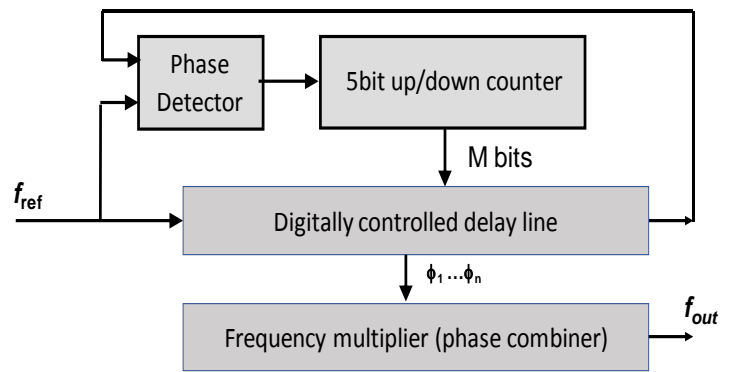 Phase
Detector
5bit up/down counter
M bits
fref
Digitally controlled delay line
ϕ1 ...ϕn
Frequency multiplier (phase combiner)
fout